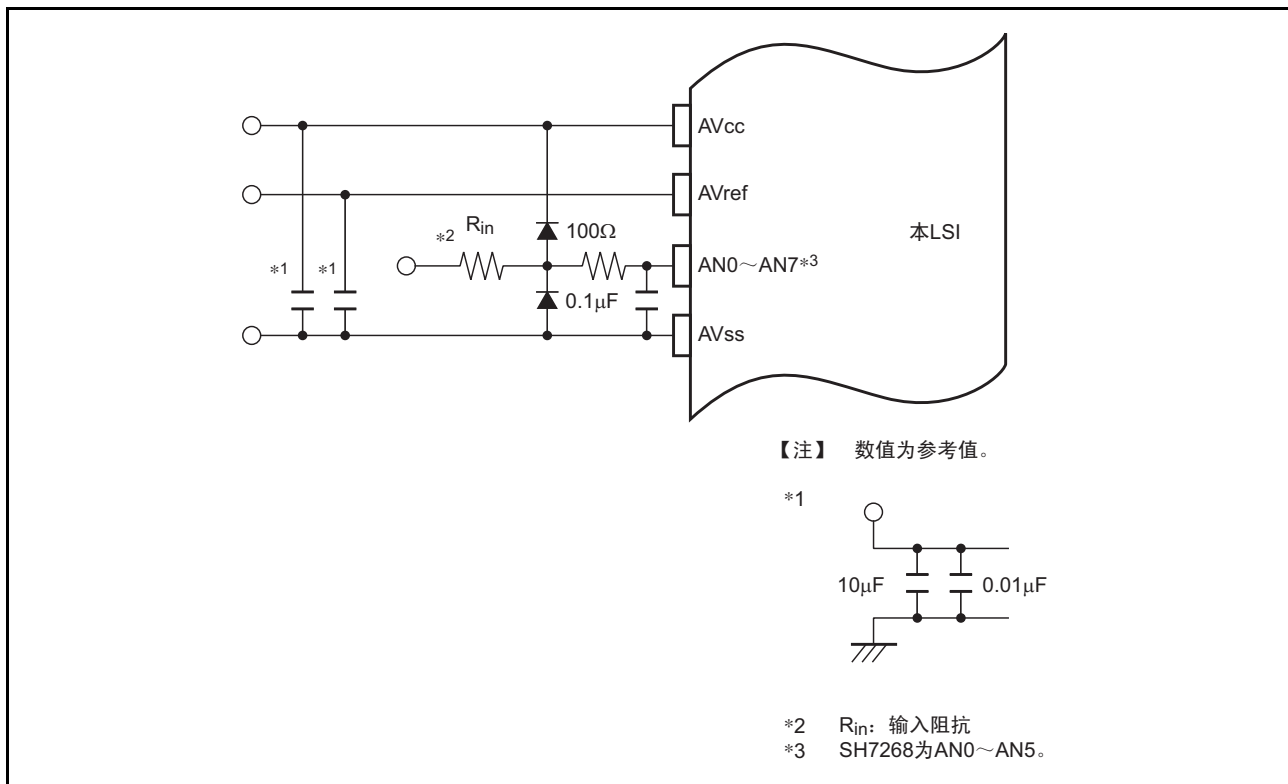 AVcc
AVref
*2 Rin 100Ω
本LSI
*1 *1
AN0~AN7*3
0.1μF
AVss
【注】 数值为参考值。
*1
10μF 0.01μF
*2 Rin：输入阻抗
*3 SH7268为AN0~AN5。